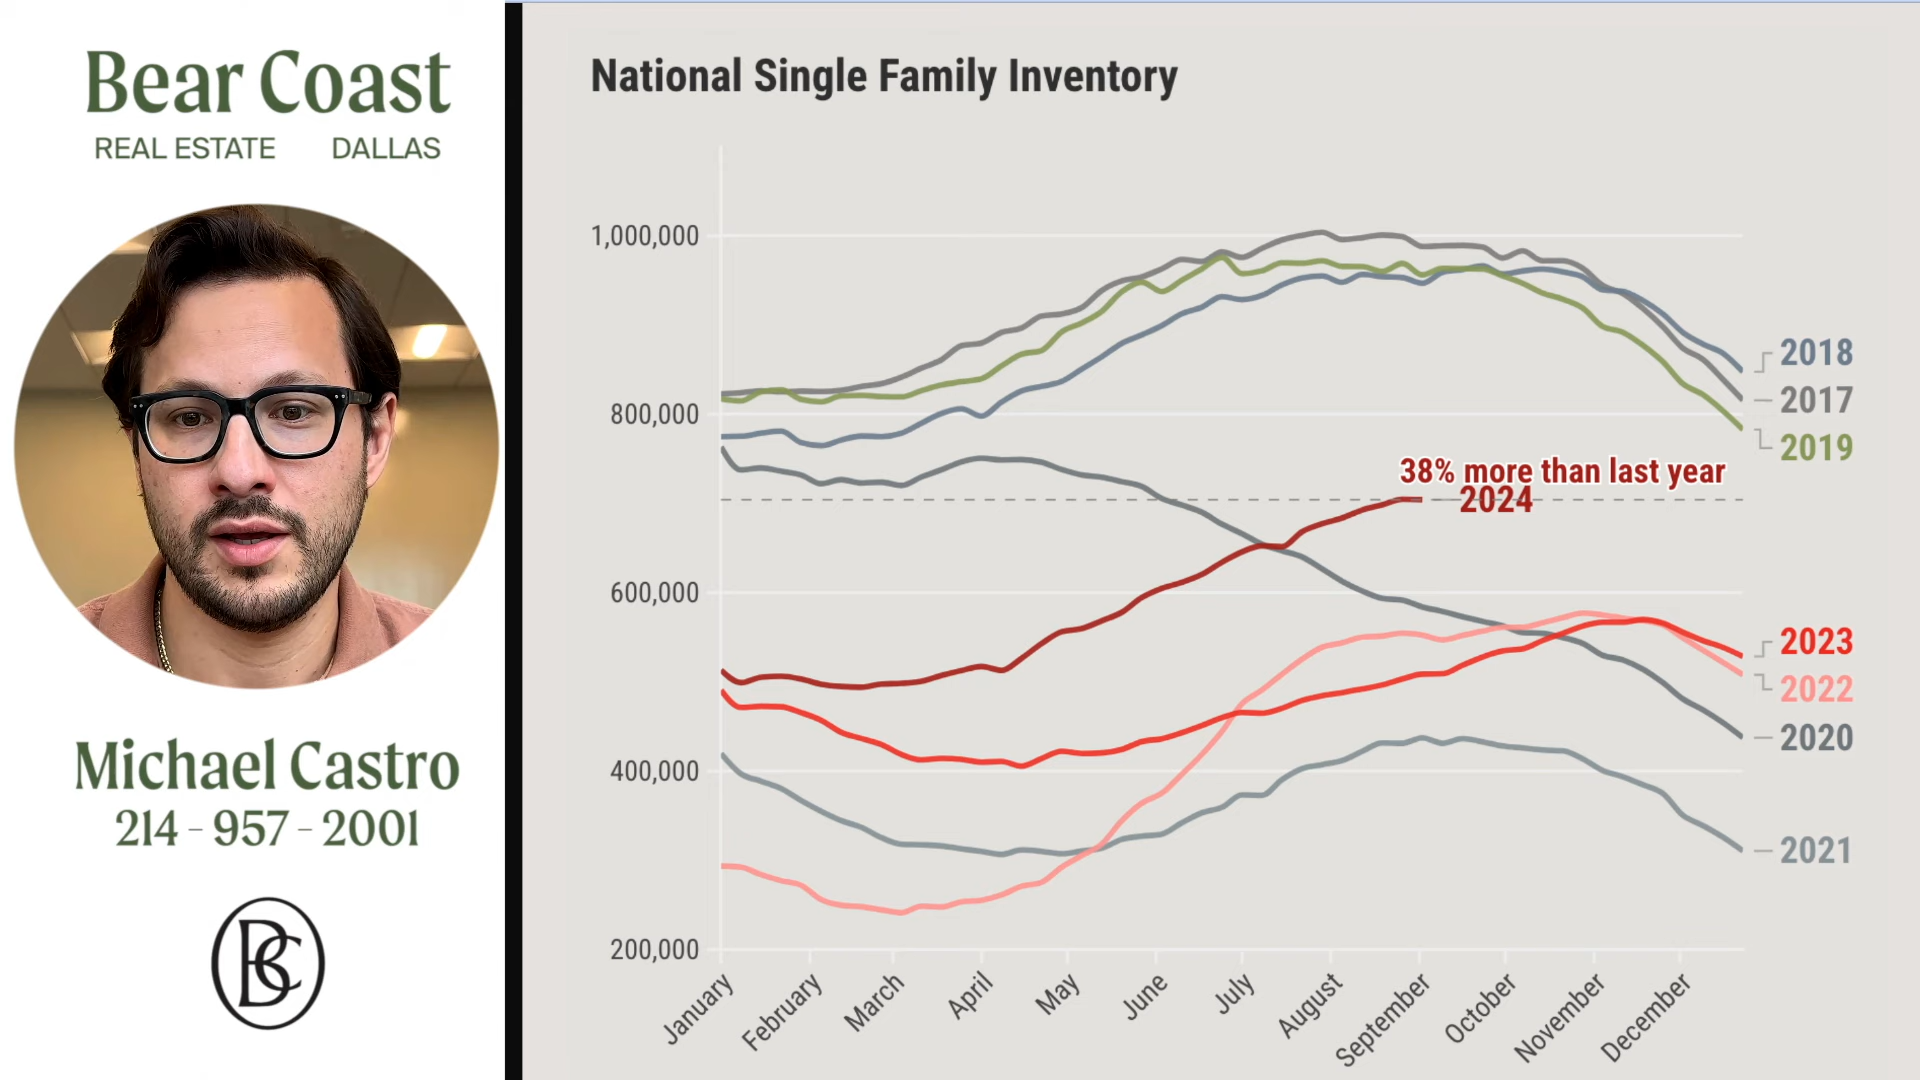 Bear Coast
REAL ESTATE DALLAS
Michael Castro
214 - 957 - 2001
BC
National Single Family Inventory
1,000,000
800,000
600,000
400,000
200,000
January
February
March
April
May
June
July
August
September
October
November
December
38% more than last year
2024
2018
2017
2019
2023
2022
2020
2021